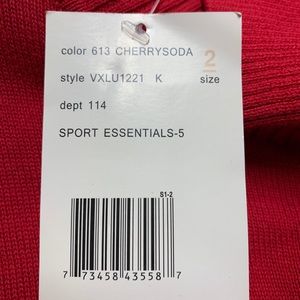 color 613 CHERRYSODA
2
style VXLU1221 K
size
dept 114
SPORT ESSENTIALS-5
S1-2
7 73458 43558 7